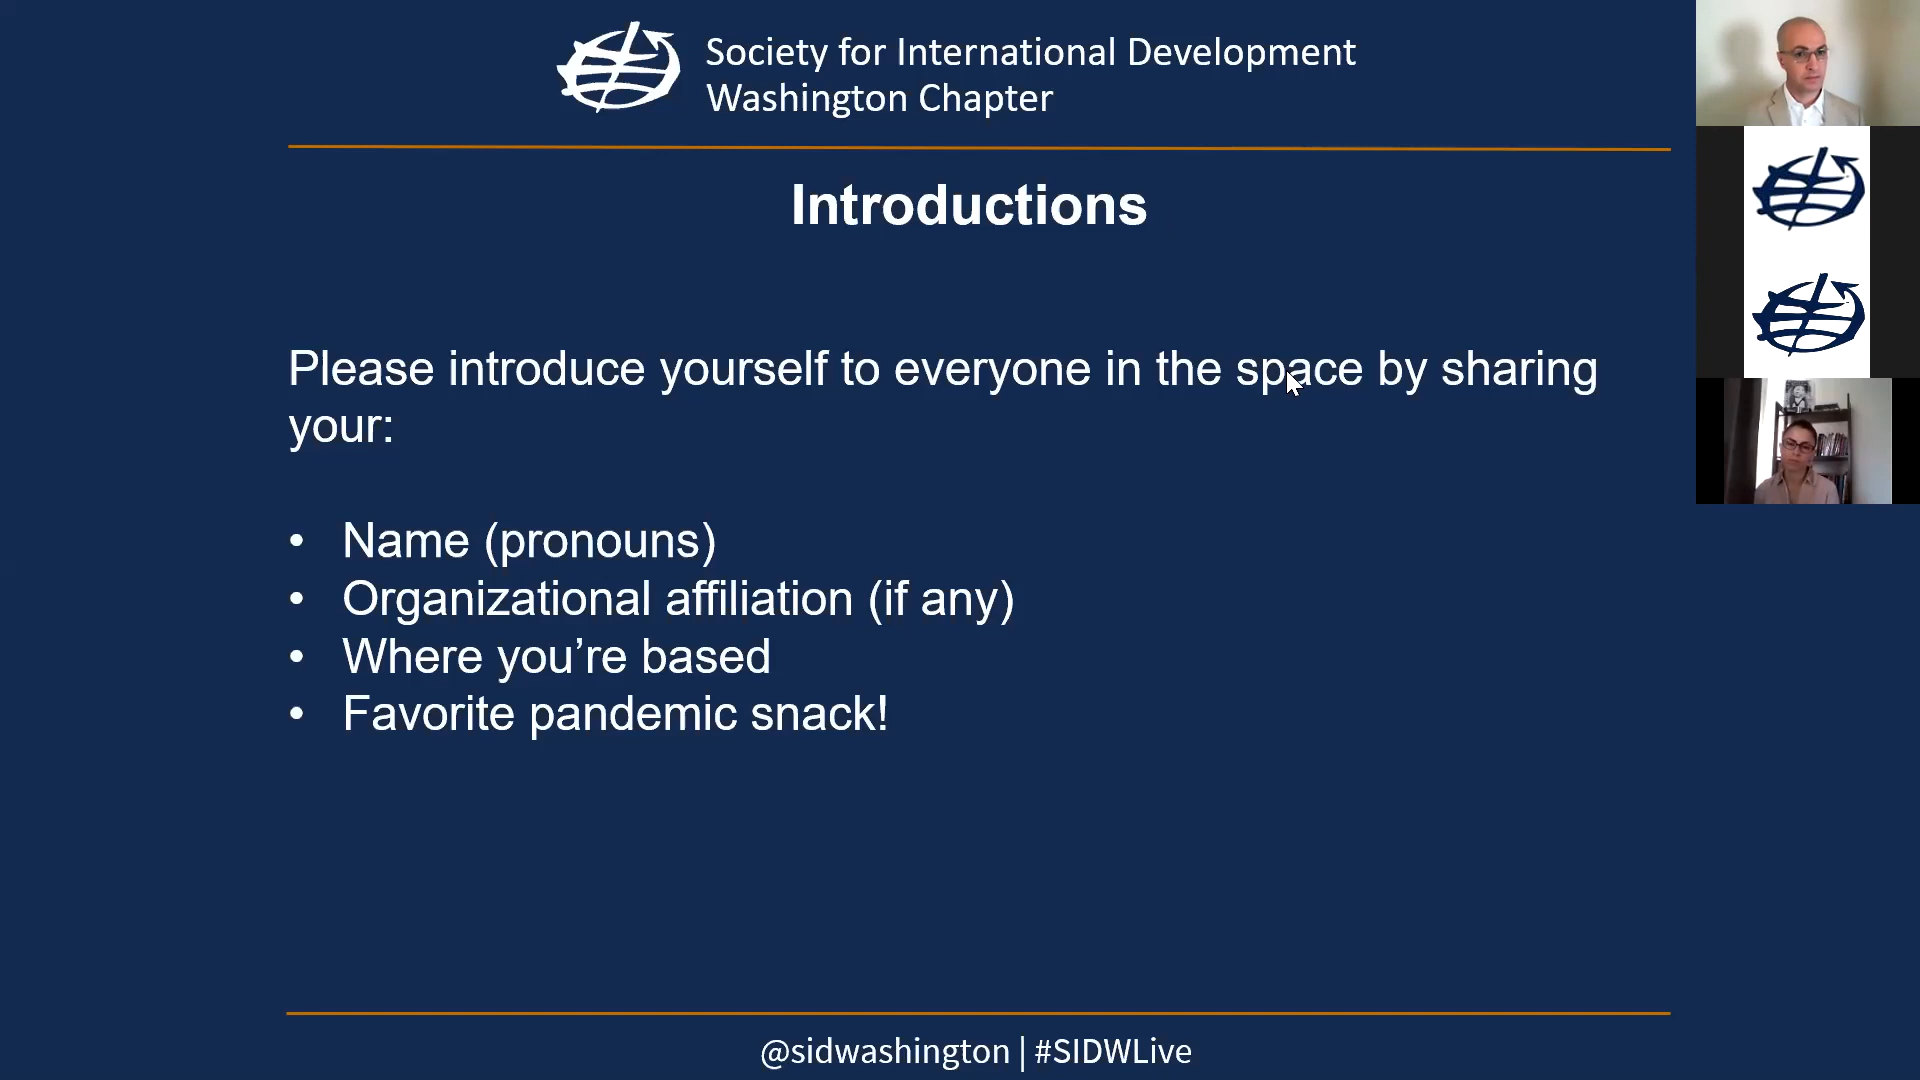 Society for International Development
Washington Chapter
Introductions
Please introduce yourself to everyone in the space by sharing
your:
• Name (pronouns)
• Organizational affiliation (if any)
• Where you’re based
• Favorite pandemic snack!
@sidwashington | #SIDWLive